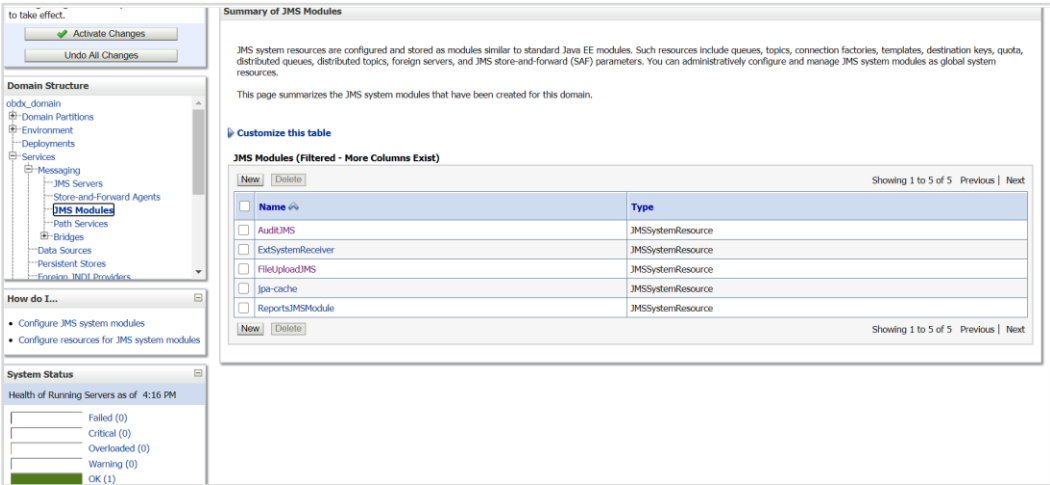 to take effect.
Activate Changes
Undo All Changes
Domain Structure
obdx_domain
Domain Partitions
Environment
Deployments
Services
Messaging
JMS Servers
Store-and-Forward Agents
JMS Modules
Path Services
Bridges
Data Sources
Persistent Stores
Foreign JNDI Providers
How do I...
Configure JMS system modules
Configure resources for JMS system modules
System Status
Health of Running Servers as of 4:16 PM
Failed (0)
Critical (0)
Overloaded (0)
Warning (0)
OK (1)
Summary of JMS Modules
JMS system resources are configured and stored as modules similar to standard Java EE modules. Such resources include queues, topics, connection factories, templates, destination keys, quota,
distributed queues, distributed topics, foreign servers, and JMS store-and-forward (SAF) parameters. You can administratively configure and manage JMS system modules as global system
resources.
This page summarizes the JMS system modules that have been created for this domain.
Customize this table
JMS Modules (Filtered - More Columns Exist)
New Delete Showing 1 to 5 of 5 Previous | Next
Name Type
AuditJMS JMSSystemResource
ExtSystemReceiver JMSSystemResource
FileUploadJMS JMSSystemResource
jpa-cache JMSSystemResource
ReportsJMSModule JMSSystemResource
New Delete Showing 1 to 5 of 5 Previous | Next